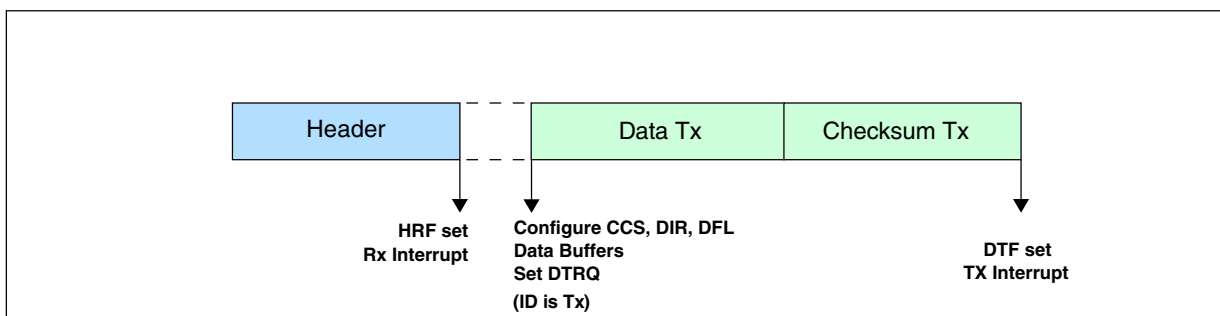 Header
Data Tx
Checksum Tx
HRF set
Rx Interrupt
Configure CCS, DIR, DFL
Data Buffers
Set DTRQ
(ID is Tx)
DTF set
TX Interrupt